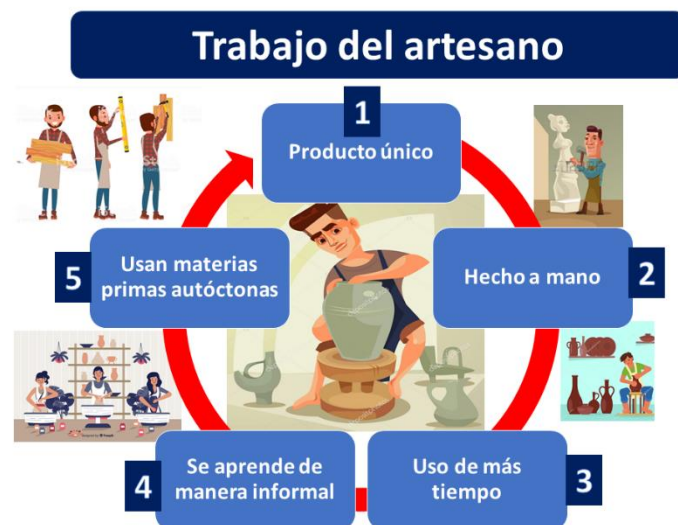 Trabajo del artesano
1
Producto único
2
Hecho a mano
3
Uso de más
tiempo
4
Se aprende de
manera informal
5
Usan materias
primas autóctonas